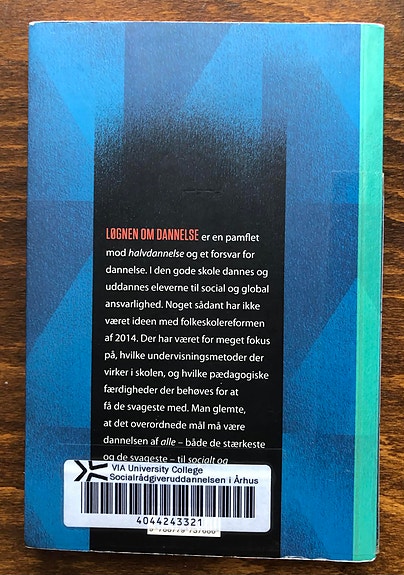 LØGNEN OM DANNELSE er en pamflet
mod halvdannelse og et forsvar for
dannelse. I den gode skole dannes og
uddannes eleverne til social og global
ansvarlighed. Noget sådant har ikke
været ideen med folkeskolereformen
af 2014. Der har været for meget fokus
på, hvilke undervisningsmetoder der
virker i skolen, og hvilke pædagogiske
færdigheder der behøves for at
få de svageste med. Man glemte,
at det overordnede mål må være
dannelsen af alle – både de stærkeste
og de svageste – til socialt og
VIA University College
Socialrådgiveruddannelsen i Århus
4044243321